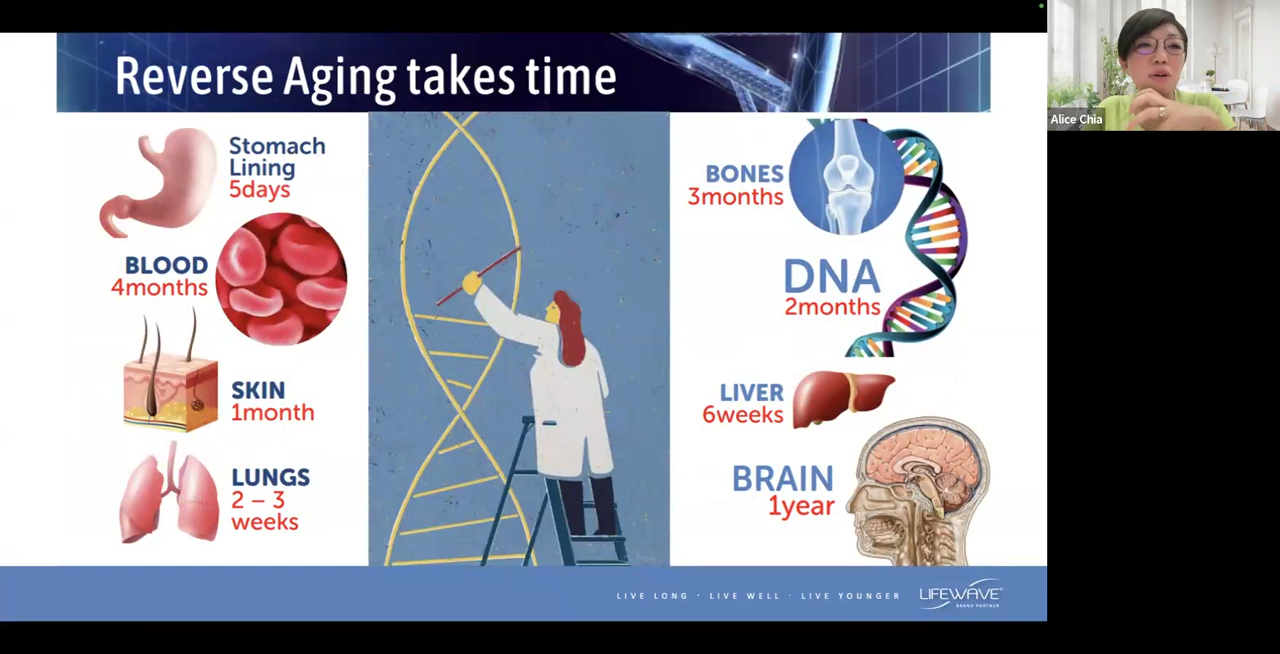 Reverse Aging takes time
Alice Chia
Stomach
Lining
5days
BLOOD
4months
SKIN
1month
LUNGS
2 – 3
weeks
BONES
3months
DNA
2months
LIVER
6weeks
BRAIN
1year
LIVE LONG · LIVE WELL · LIVE YOUNGER
LIFEWAVE®
BRAND PARTNER